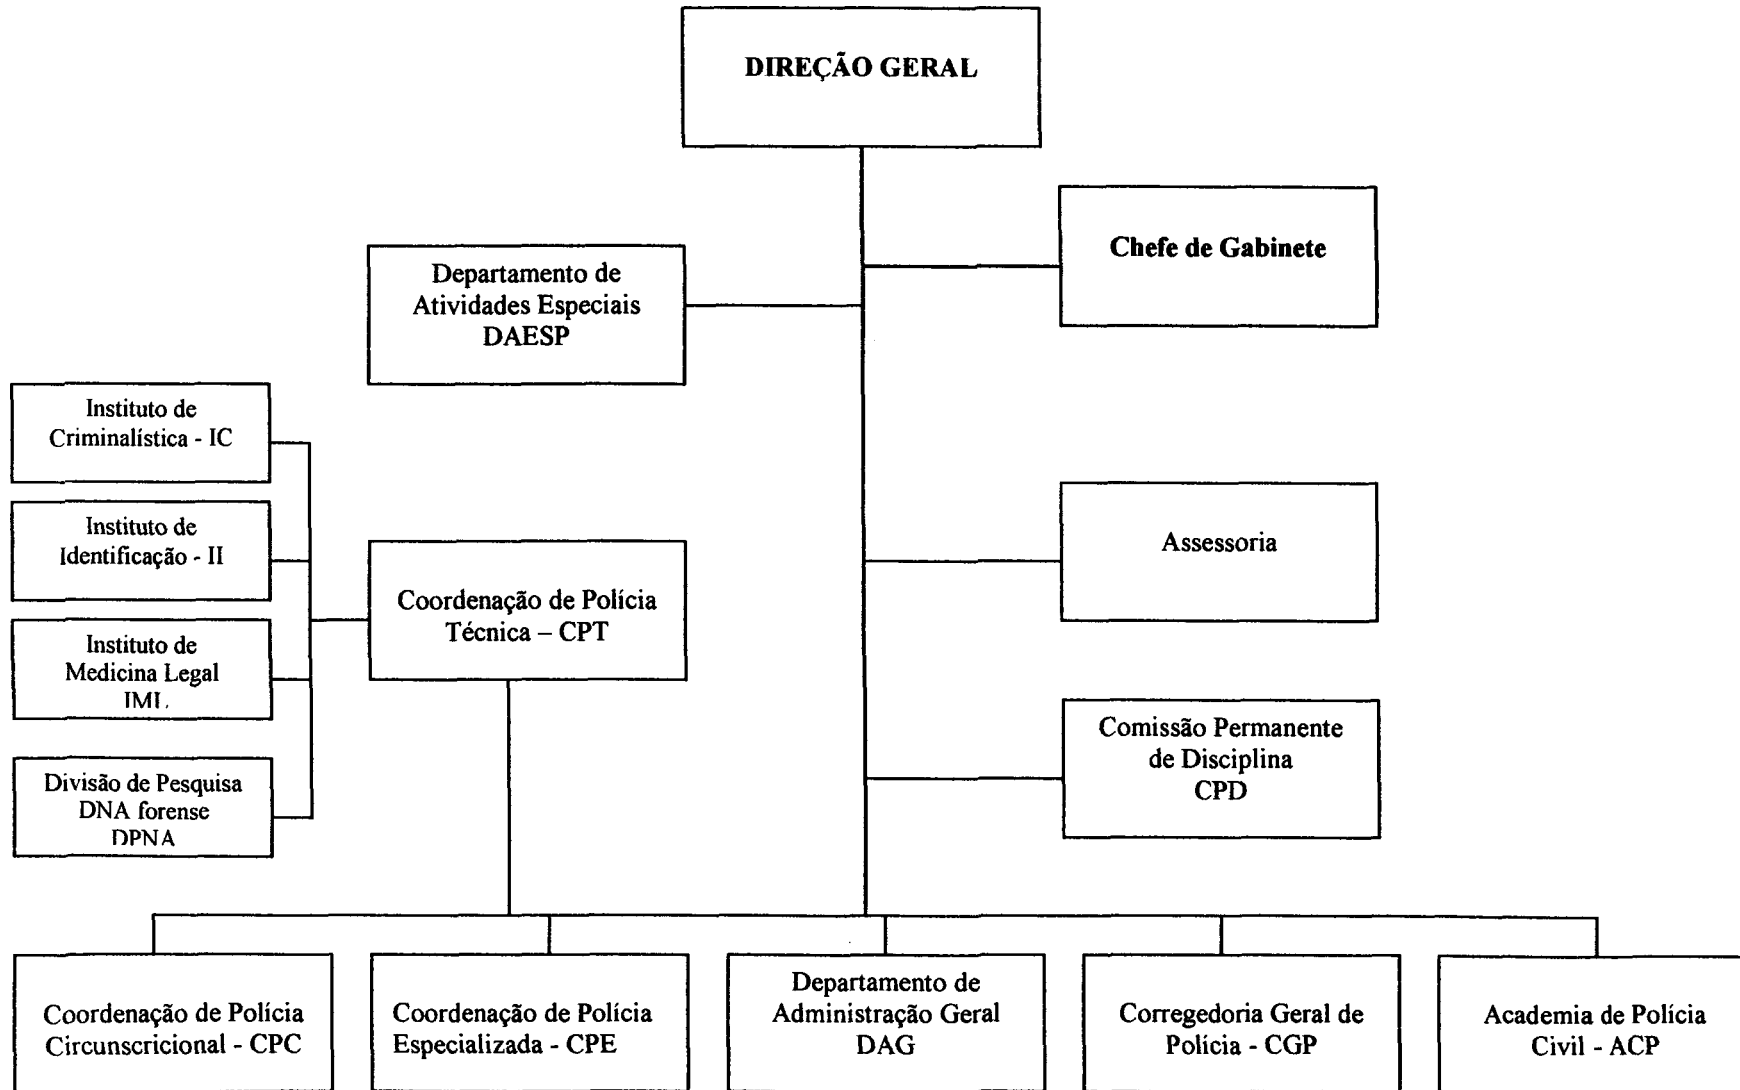 DIREÇÃO GERAL
Chefe de Gabinete
Departamento de
Atividades Especiais
DAESP
Instituto de
Criminalística - IC
Instituto de
Identificação - II
Instituto de
Medicina Legal
IML
Divisão de Pesquisa
DNA forense
DPNA
Coordenação de Polícia
Técnica – CPT
Assessoria
Comissão Permanente
de Disciplina
CPD
Coordenação de Polícia
Circunscricional - CPC
Coordenação de Polícia
Especializada - CPE
Departamento de
Administração Geral
DAG
Corregedoria Geral de
Polícia - CGP
Academia de Polícia
Civil - ACP